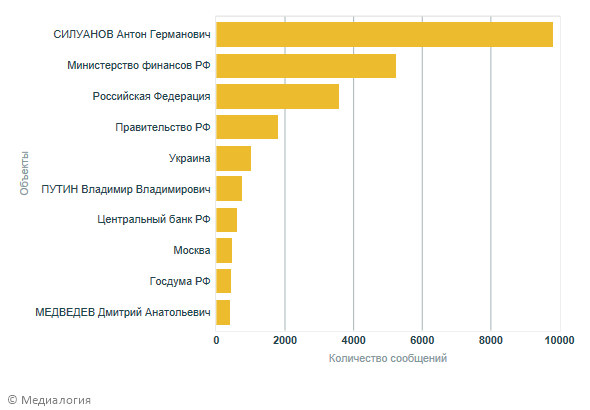 СИЛУАНОВ Антон Германович
Министерство финансов РФ
Российская Федерация
Правительство РФ
Украина
ПУТИН Владимир Владимирович
Центральный банк РФ
Москва
Госдума РФ
МЕДВЕДЕВ Дмитрий Анатольевич
Объекты
0 2000 4000 6000 8000 10000
Количество сообщений
© Медиалогия